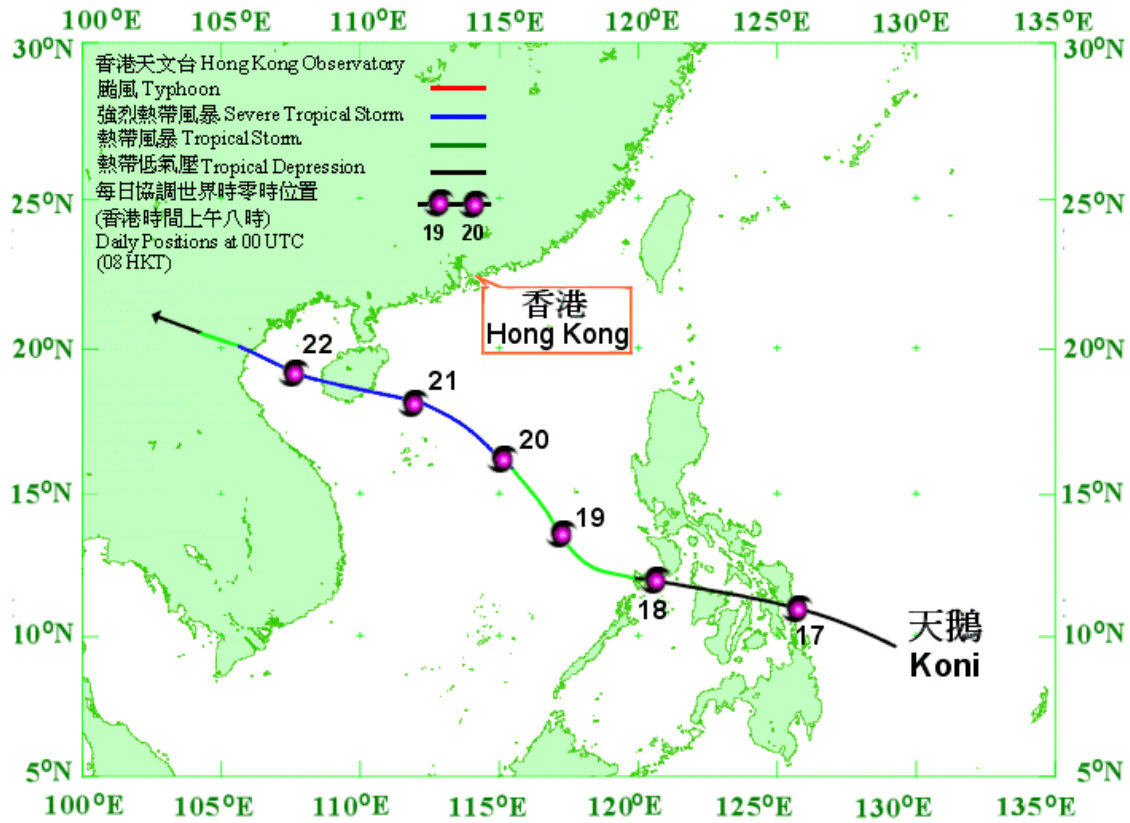 100°E 105°E 110°E 115°E 120°E 125°E 130°E 135°E
30°N 30°N
香港天文台 Hong Kong Observatory
颱風 Typhoon
強烈熱帶風暴 Severe Tropical Storm
熱帶風暴 Tropical Storm
熱帶低氣壓 Tropical Depression
每日協調世界時零時位置
(香港時間上午八時)
Daily Positions at 00 UTC
(08 HKT)
19 20
25°N 25°N
香港
Hong Kong
20°N 20°N
22
21
20
15°N 15°N
19
18
17
10°N 10°N
天鵝
Koni
5°N 5°N
100°E 105°E 110°E 115°E 120°E 125°E 130°E 135°E